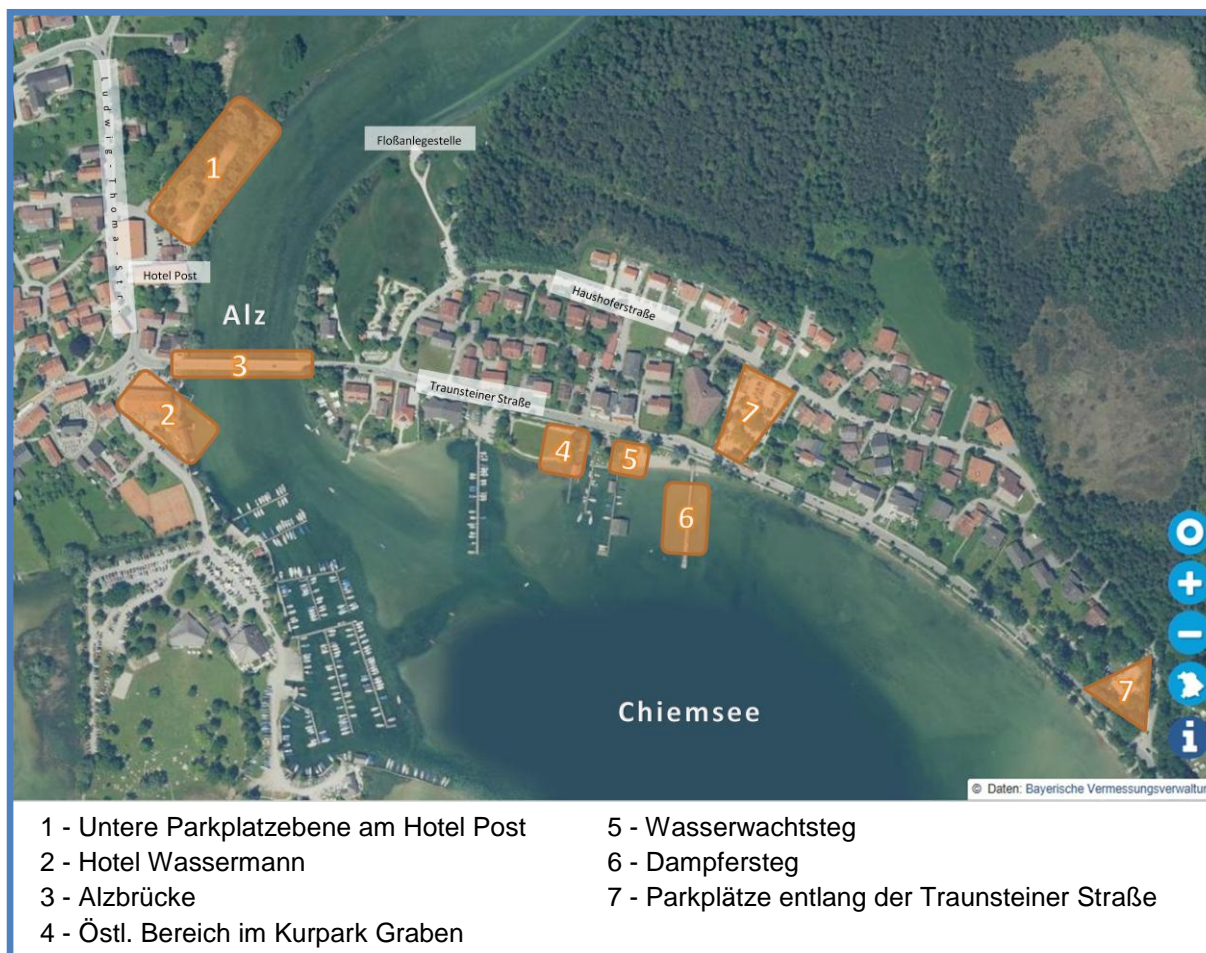 Ludwig-Thoma-Str.
1
Floßanlegestelle
Hotel Post
Alz
Haushoferstraße
3
2
Traunsteiner Straße
7
4
5
6
Chiemsee
7
© Daten: Bayerische Vermessungsverwaltun
1 - Untere Parkplatzebene am Hotel Post
2 - Hotel Wassermann
3 - Alzbrücke
4 - Östl. Bereich im Kurpark Graben
5 - Wasserwachtsteg
6 - Dampfersteg
7 - Parkplätze entlang der Traunsteiner Straße